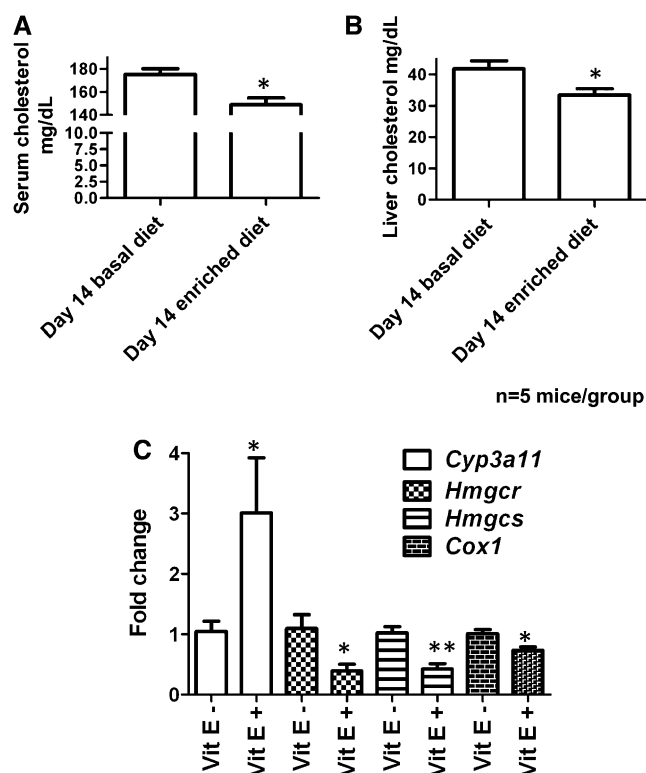 A
Serum cholesterol
mg/dL
180
160
140
10.0
7.5
5.0
2.5
0.0
*
Day 14 basal diet
Day 14 enriched diet
B
Liver cholesterol mg/dL
40
30
20
10
0
*
Day 14 basal diet
Day 14 enriched diet
n=5 mice/group
C
Fold change
4
3
2
1
0
*
*
**
*
Cyp3a11
Hmgcr
Hmgcs
Cox1
Vit E -
Vit E +
Vit E -
Vit E +
Vit E -
Vit E +
Vit E -
Vit E +